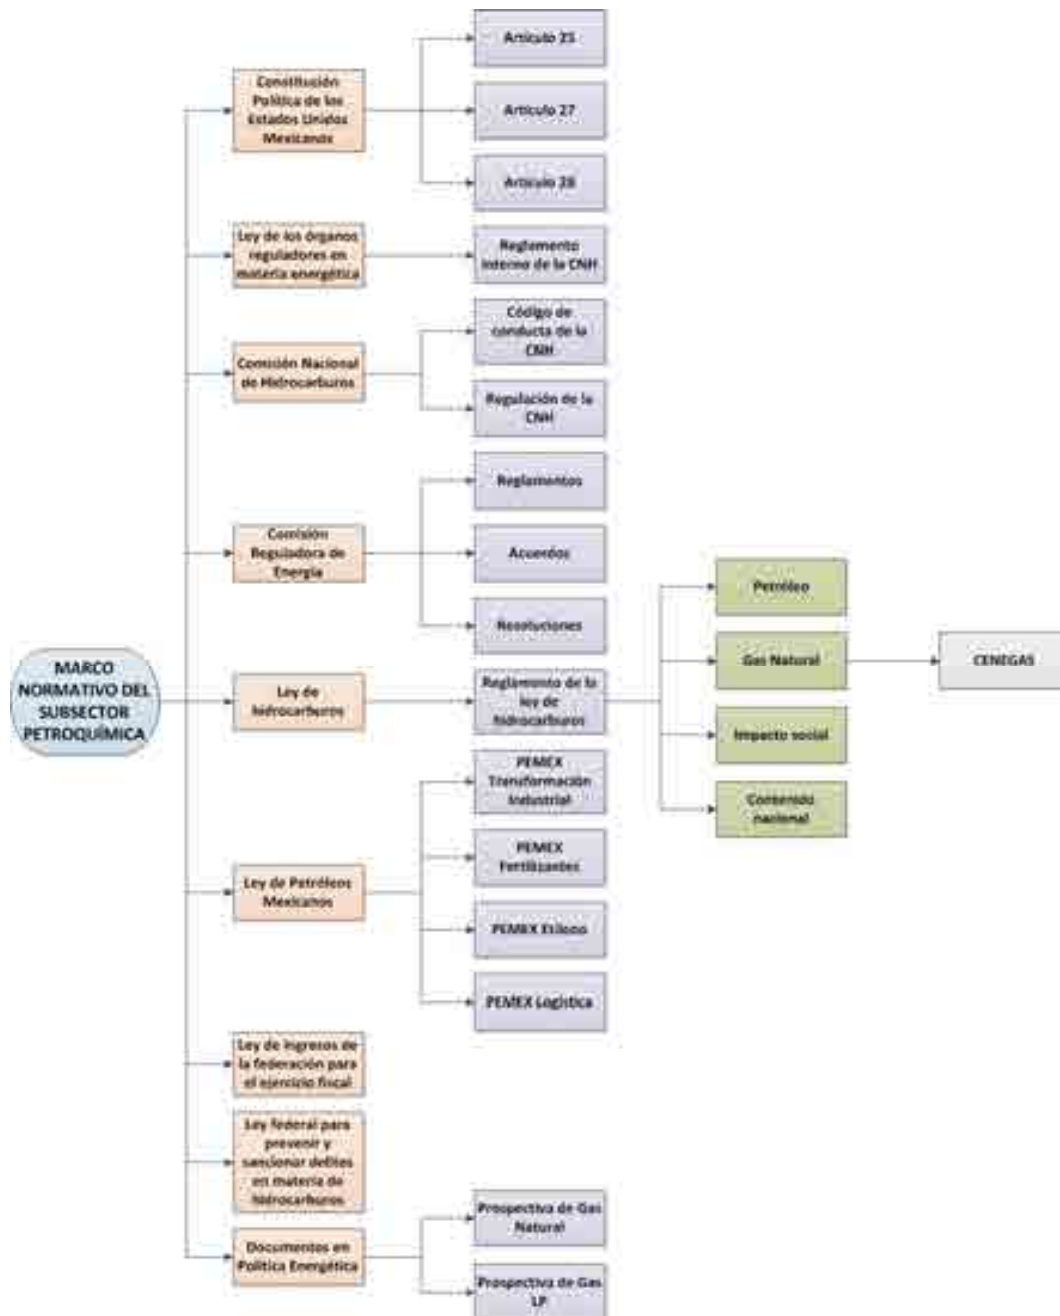 MARCO
NORMATIVO DEL
SUBSECTOR
PETROQUÍMICA
Constitución
Política de los
Estados Unidos
Mexicanos
Artículo 25
Artículo 27
Artículo 28
Ley de los órganos
reguladores en
materia energética
Reglamento
interno de la CNH
Comisión Nacional
de Hidrocarburos
Código de
conducta de la
CNH
Regulación de la
CNH
Comisión
Reguladora de
Energía
Reglamentos
Acuerdos
Resoluciones
Ley de
hidrocarburos
Reglamento de la
ley de
hidrocarburos
Petróleo
Gas Natural
CENEGAS
Impacto social
Contenido
nacional
Ley de Petróleos
Mexicanos
PEMEX
Transformación
Industrial
PEMEX
Fertilizantes
PEMEX Etileno
PEMEX Logística
Ley de ingresos de
la federación para
el ejercicio fiscal
Ley federal para
prevenir y
sancionar delitos
en materia de
hidrocarburos
Documentos en
Política Energética
Prospectiva de Gas
Natural
Prospectiva de Gas
LP